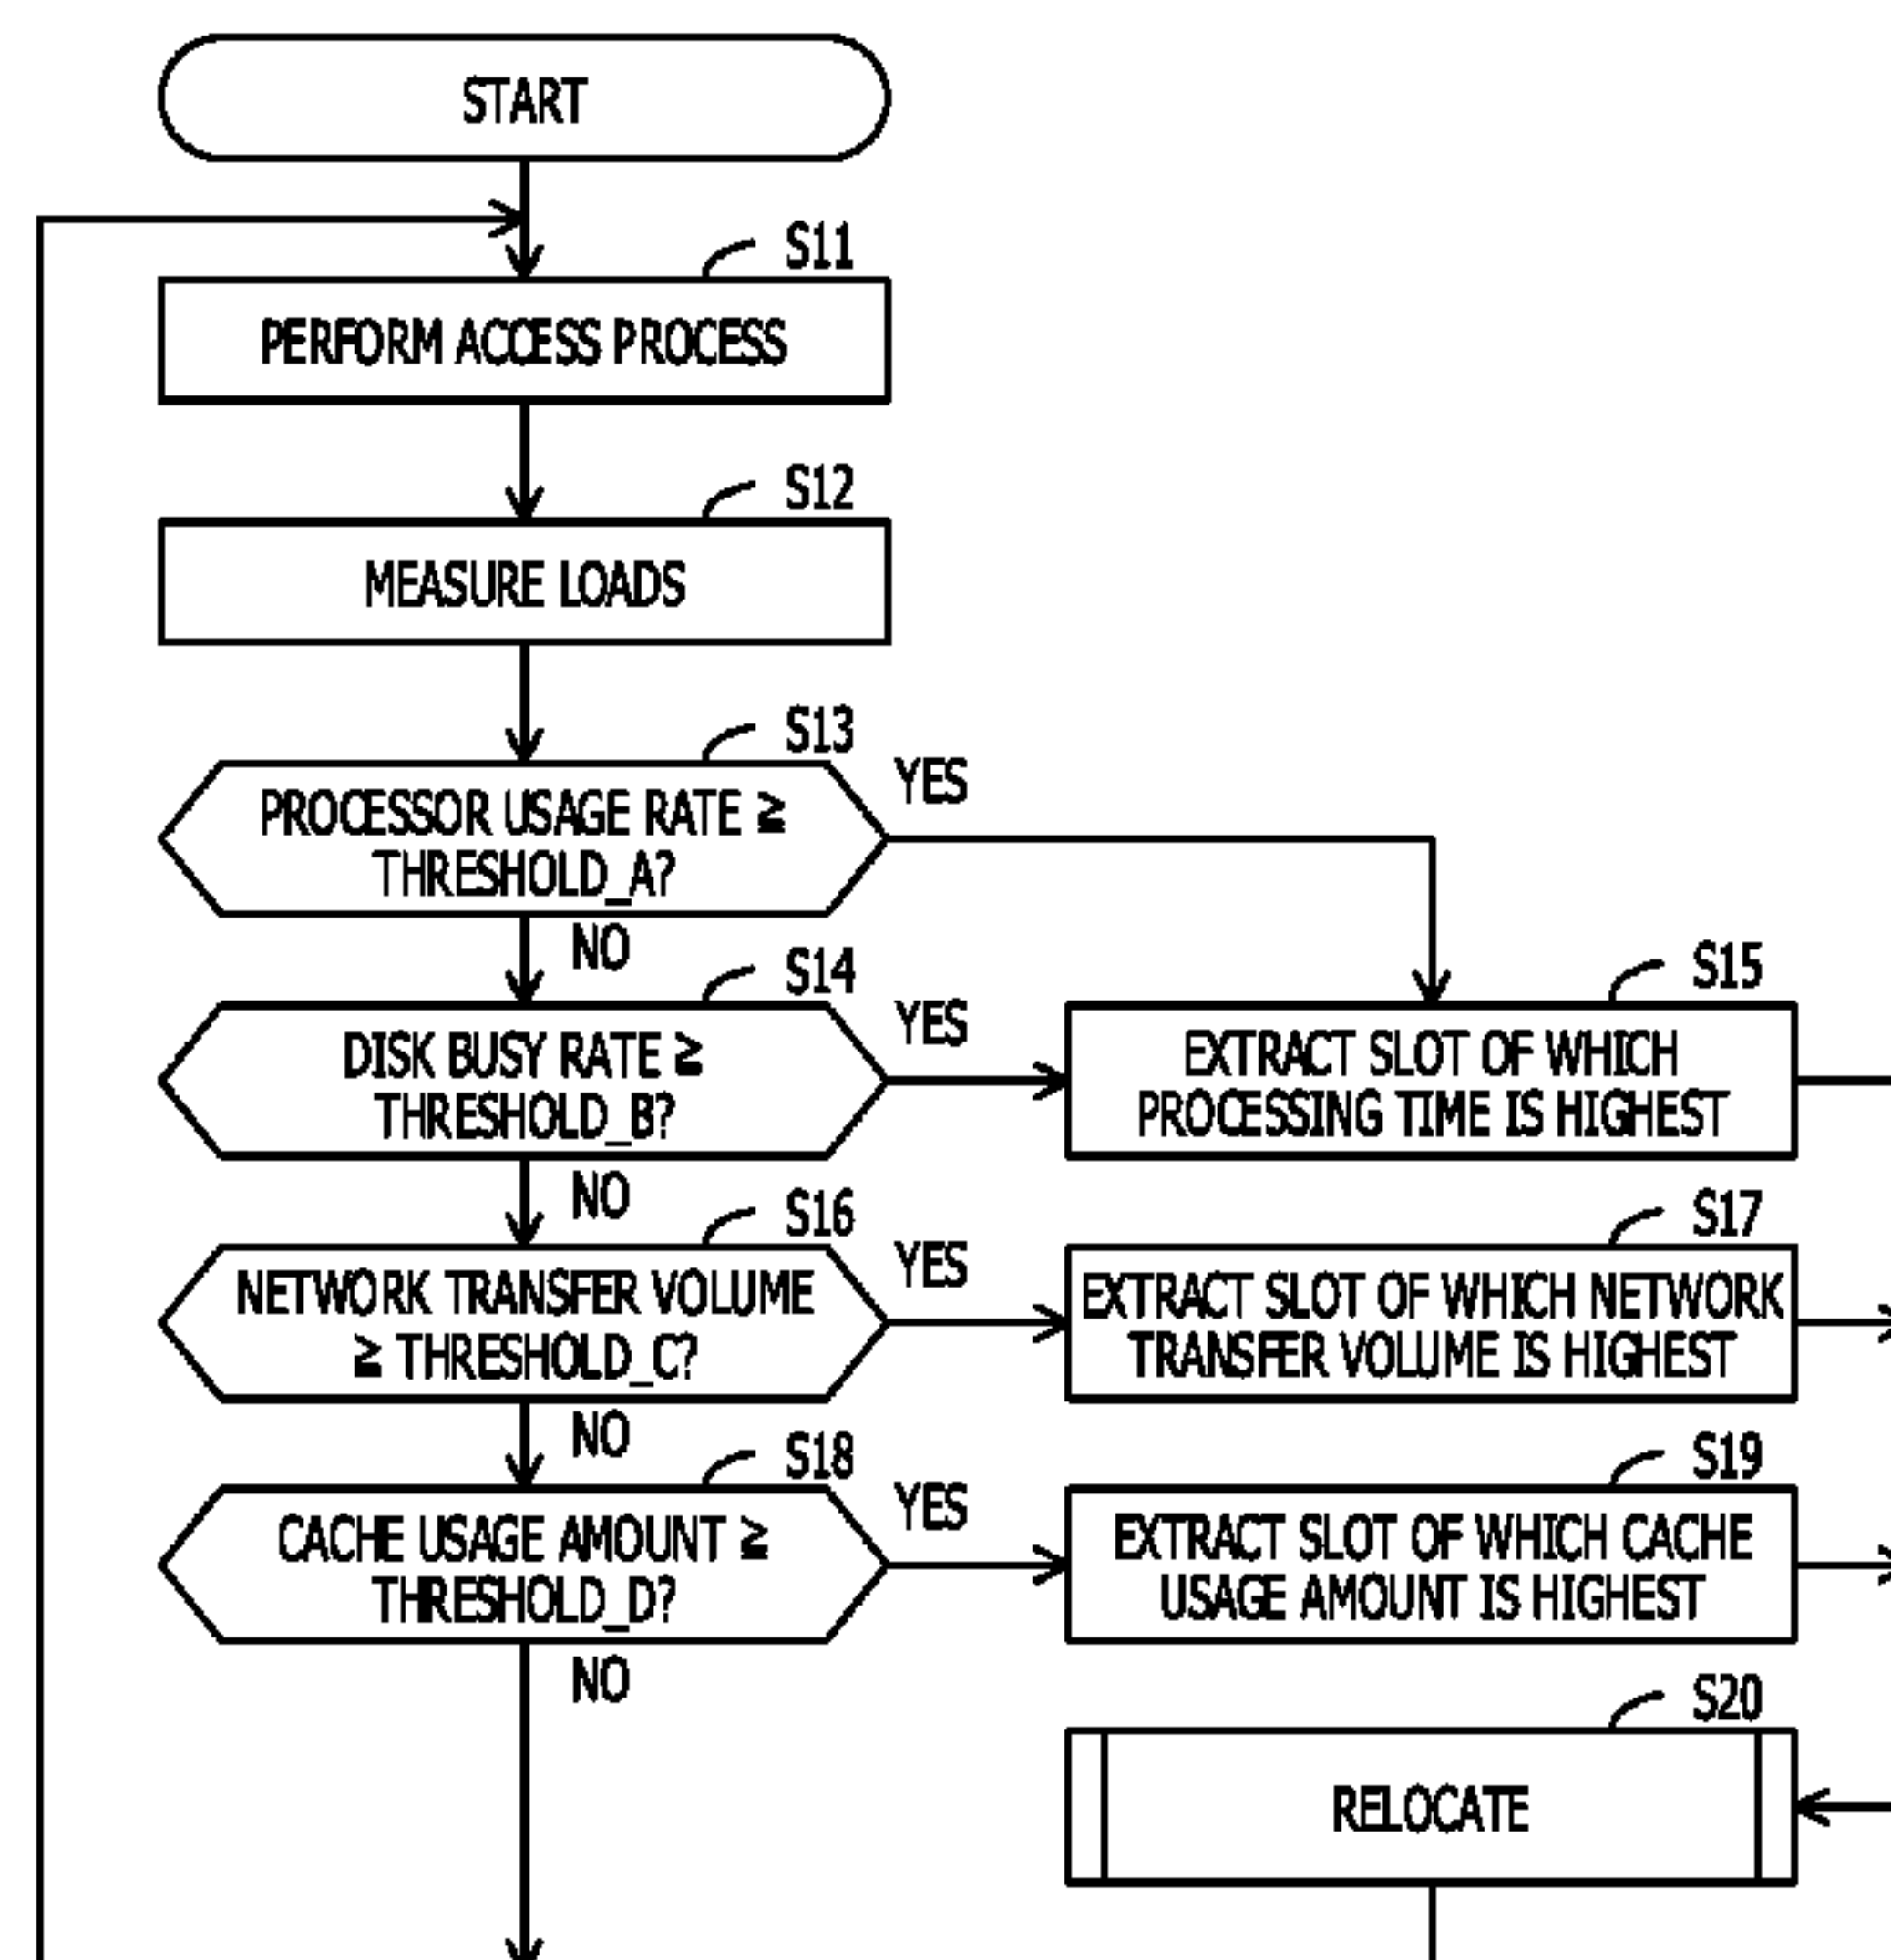 START
S11
PERFORM ACCESS PROCESS
S12
MEASURE LOADS
S13
PROCESSOR USAGE RATE ≧
THRESHOLD_A?
YES
NO
S14
DISK BUSY RATE ≧
THRESHOLD_B?
YES
S15
EXTRACT SLOT OF WHICH
PROCESSING TIME IS HIGHEST
NO
S16
NETWORK TRANSFER VOLUME
≧ THRESHOLD_C?
YES
S17
EXTRACT SLOT OF WHICH NETWORK
TRANSFER VOLUME IS HIGHEST
NO
S18
CACHE USAGE AMOUNT ≧
THRESHOLD_D?
YES
S19
EXTRACT SLOT OF WHICH CACHE
USAGE AMOUNT IS HIGHEST
NO
S20
RELOCATE